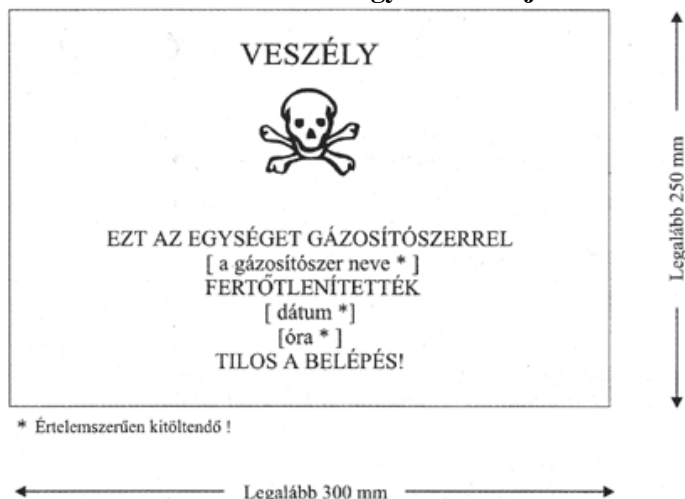 VESZÉLY
EZT AZ EGYSÉGET GÁZOSÍTÓSZERREL
[ a gázosítószer neve * ]
FERTŐTLENÍTETTÉK
[ dátum *]
[óra * ]
TILOS A BELÉPÉS!
Legalább 250 mm
* Értelemszerűen kitöltendő !
Legalább 300 mm